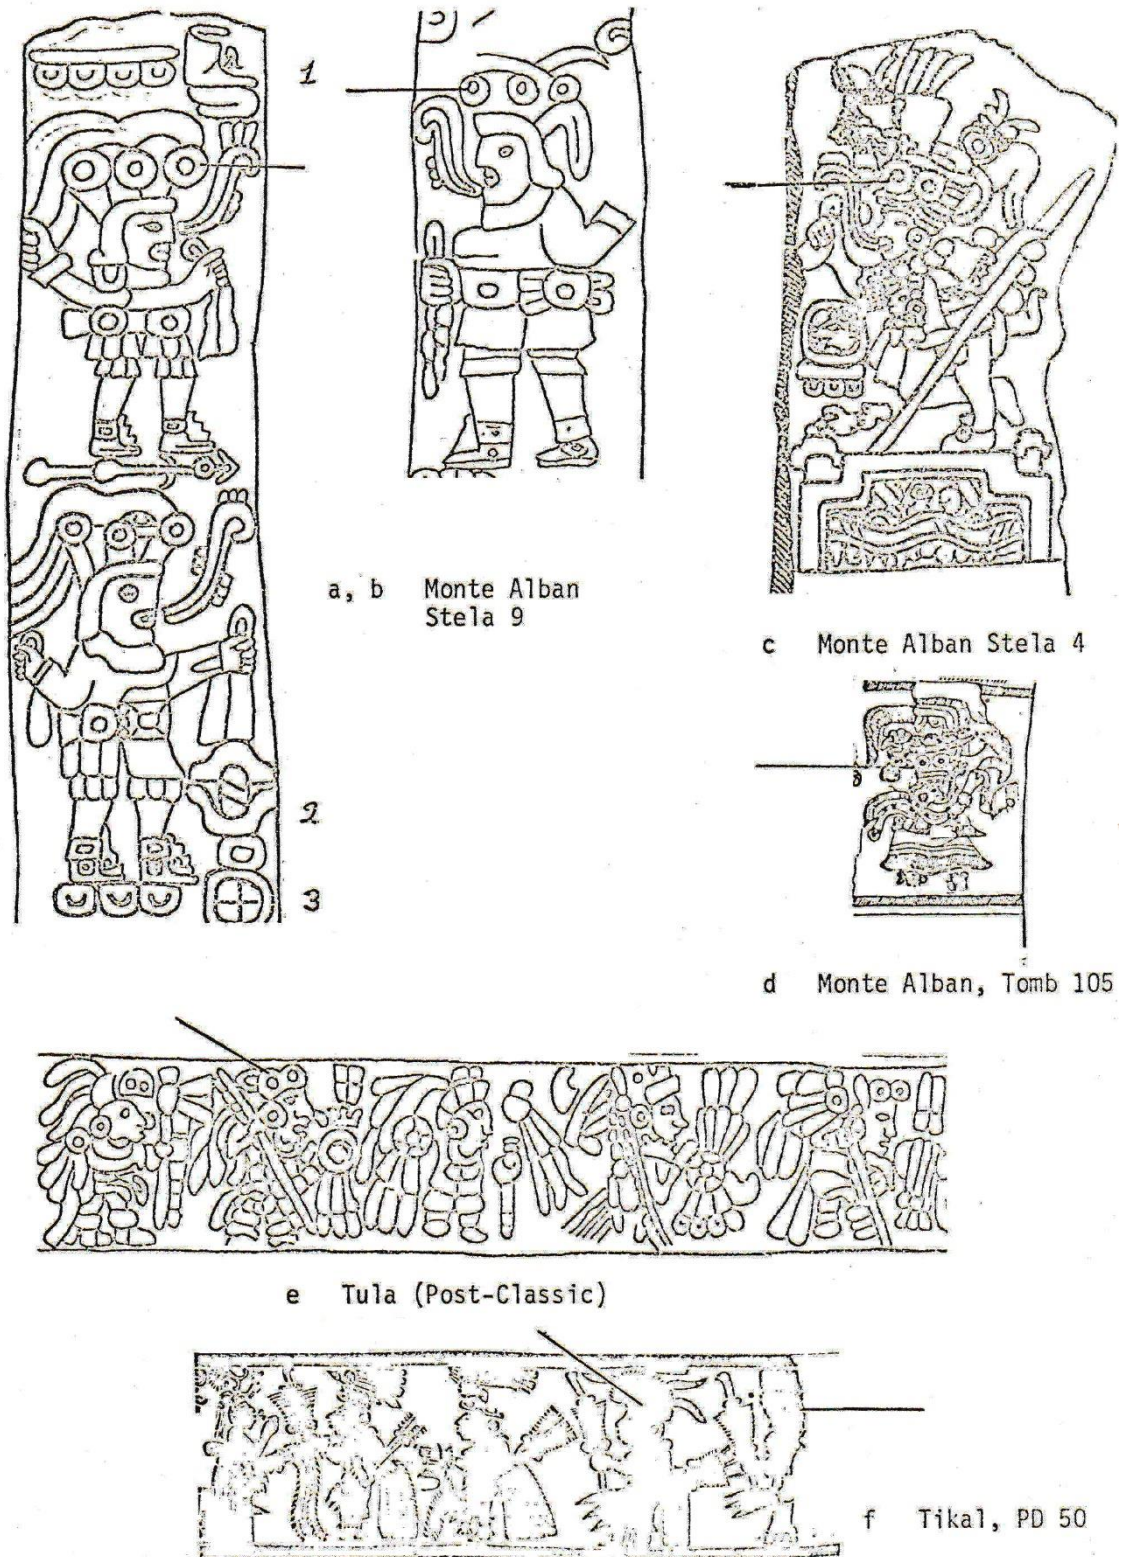 1
2
3
a, b Monte Alban
Stela 9
c Monte Alban Stela 4
d Monte Alban, Tomb 105
e Tula (Post-Classic)
f Tikal, PD 50